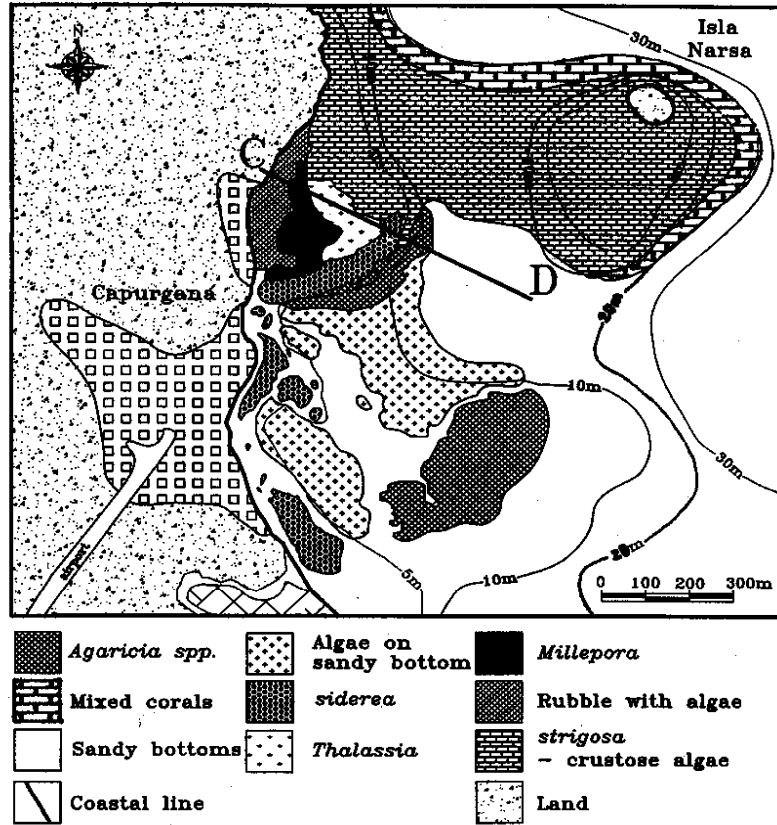 Isla
Narsa
30m
N
C
Capurgana
D
20m
10m
30m
airport
5m
10m
20m
0 100 200 300m
Agaricia spp.
Algae on
sandy bottom
Millepora
Mixed corals
siderea
Rubble with algae
Sandy bottoms
Thalassia
strigosa
- crustose algae
Coastal line
Land